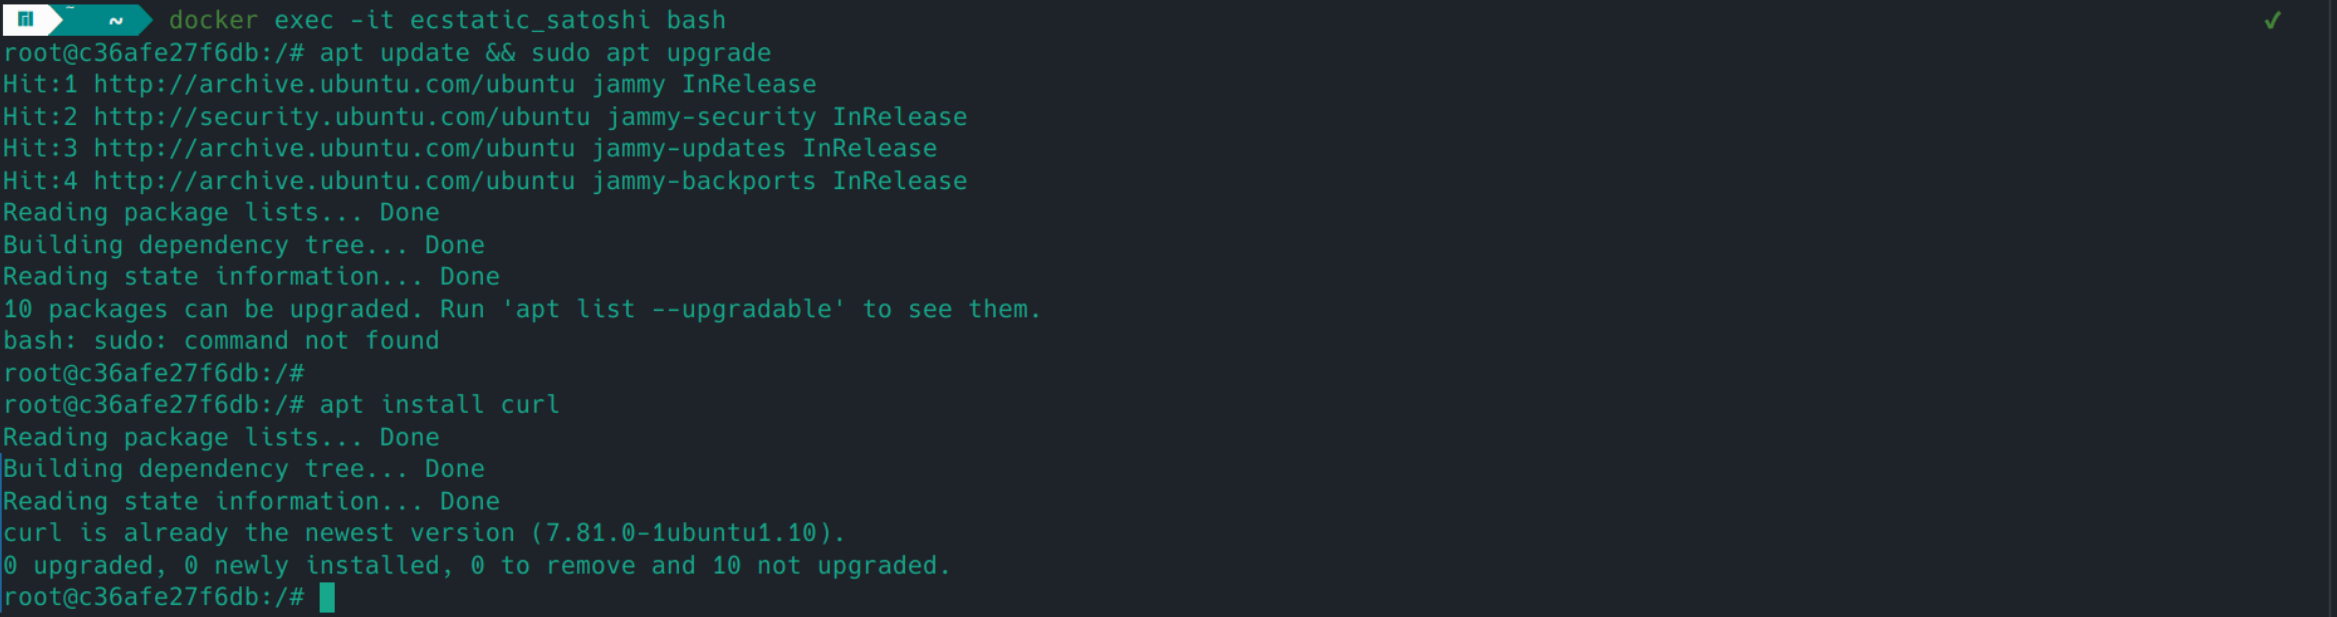 ~ docker exec -it ecstatic_satoshi bash ✓
root@c36afe27f6db:/# apt update && sudo apt upgrade
Hit:1 http://archive.ubuntu.com/ubuntu jammy InRelease
Hit:2 http://security.ubuntu.com/ubuntu jammy-security InRelease
Hit:3 http://archive.ubuntu.com/ubuntu jammy-updates InRelease
Hit:4 http://archive.ubuntu.com/ubuntu jammy-backports InRelease
Reading package lists... Done
Building dependency tree... Done
Reading state information... Done
10 packages can be upgraded. Run 'apt list --upgradable' to see them.
bash: sudo: command not found
root@c36afe27f6db:/#
root@c36afe27f6db:/# apt install curl
Reading package lists... Done
Building dependency tree... Done
Reading state information... Done
curl is already the newest version (7.81.0-1ubuntu1.10).
0 upgraded, 0 newly installed, 0 to remove and 10 not upgraded.
root@c36afe27f6db:/#